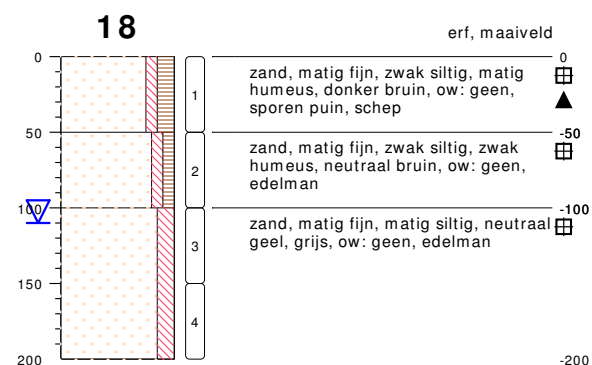 18
erf, maaiveld
0
0
1
zand, matig fijn, zwak siltig, matig
humeus, donker bruin, ow: geen,
sporen puin, schep
50
-50
2
zand, matig fijn, zwak siltig, zwak
humeus, neutraal bruin, ow: geen,
edelman
100
-100
3
zand, matig fijn, matig siltig, neutraal
geel, grijs, ow: geen, edelman
150
4
200
-200